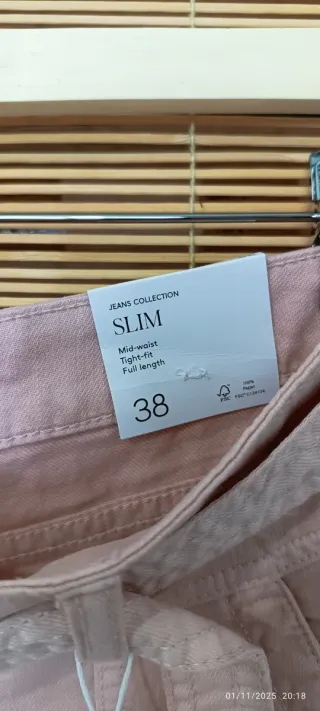 JEANS COLLECTION
SLIM
Mid-waist
Tight-fit
Full length
38
FSC
100%
Paper
01/11/2025 20:18